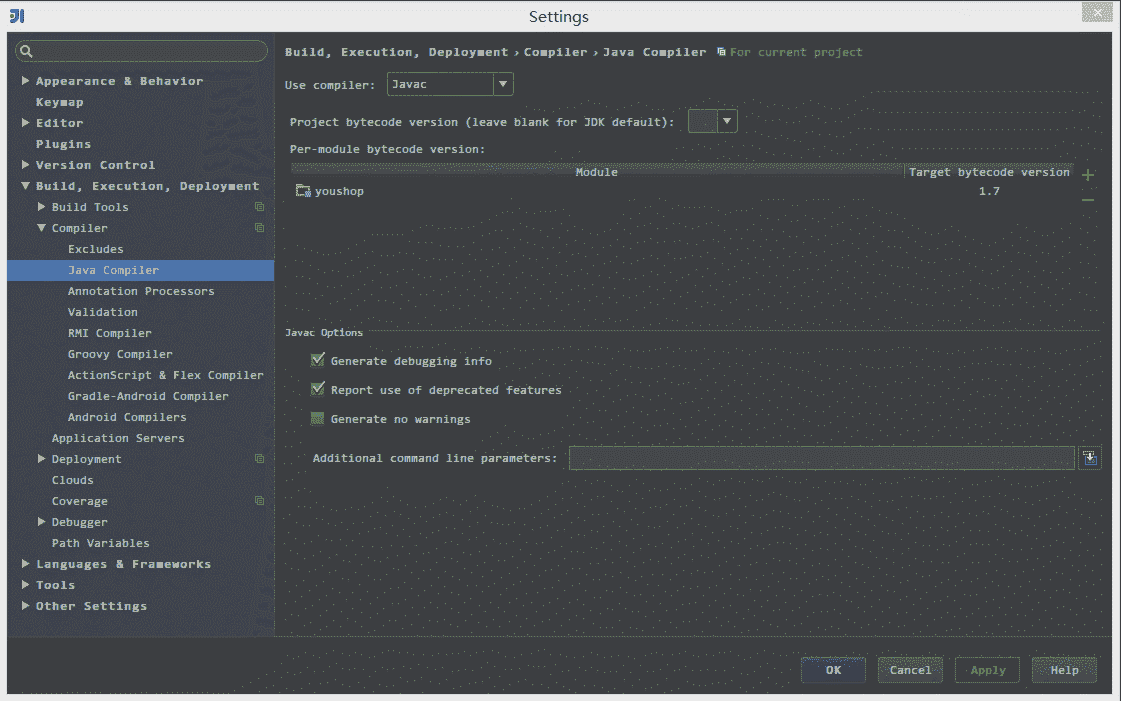 Settings
Build, Execution, Deployment › Compiler › Java Compiler For current project
Appearance & Behavior
Keymap
Editor
Plugins
Version Control
Build, Execution, Deployment
Build Tools
Compiler
Excludes
Java Compiler
Annotation Processors
Validation
RMI Compiler
Groovy Compiler
ActionScript & Flex Compiler
Gradle-Android Compiler
Android Compilers
Application Servers
Deployment
Clouds
Coverage
Debugger
Path Variables
Languages & Frameworks
Tools
Other Settings
Use compiler: Javac
Project bytecode version (leave blank for JDK default):
Per-module bytecode version:
Module Target bytecode version
youshop 1.7
Javac Options
Generate debugging info
Report use of deprecated features
Generate no warnings
Additional command line parameters:
OK Cancel Apply Help